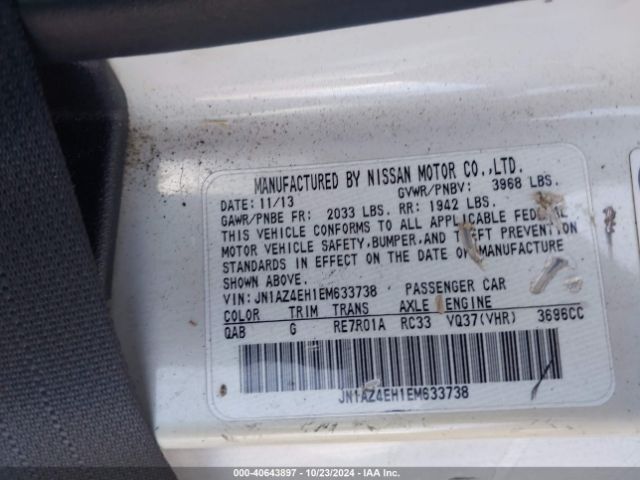 MANUFACTURED BY NISSAN MOTOR CO.,LTD.
DATE: 11/13 GVWR/PNBV: 3968 LBS.
GAWR/PNBE FR: 2033 LBS. RR: 1942 LBS.
THIS VEHICLE CONFORMS TO ALL APPLICABLE FEDERAL
MOTOR VEHICLE SAFETY,BUMPER,AND THEFT PREVENTION
STANDARDS IN EFFECT ON THE DATE OF MANUFACTURE
SHOWN ABOVE.
VIN: JN1AZ4EH1EM633738 PASSENGER CAR
COLOR TRIM TRANS AXLE ENGINE
QAB G RE7R01A RC33 VQ37(VHR) 3696CC
JN1AZ4EH1EM633738
000-40643897 • 10/23/2024 • IAA Inc.